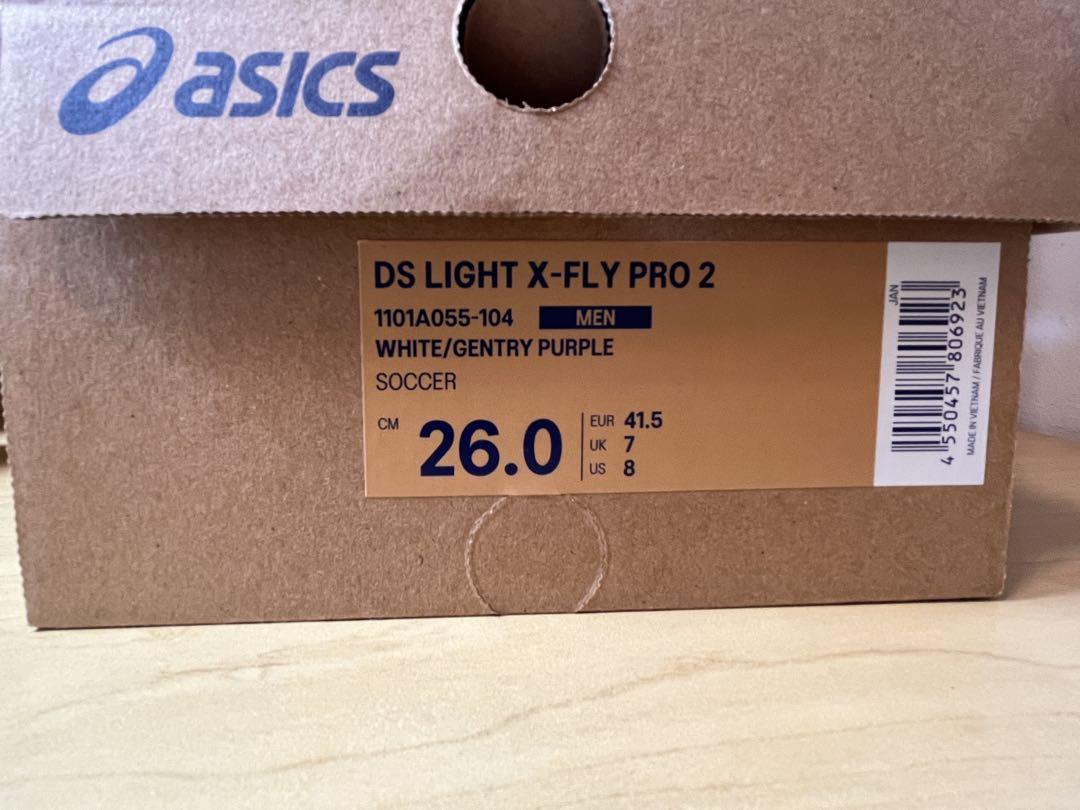 asics
DS LIGHT X-FLY PRO 2
1101A055-104 MEN
WHITE/GENTRY PURPLE
SOCCER
CM 26.0
EUR 41.5
UK 7
US 8
JAN
4 550457 806923
MADE IN VIETNAM / FABRIQUE AU VIETNAM